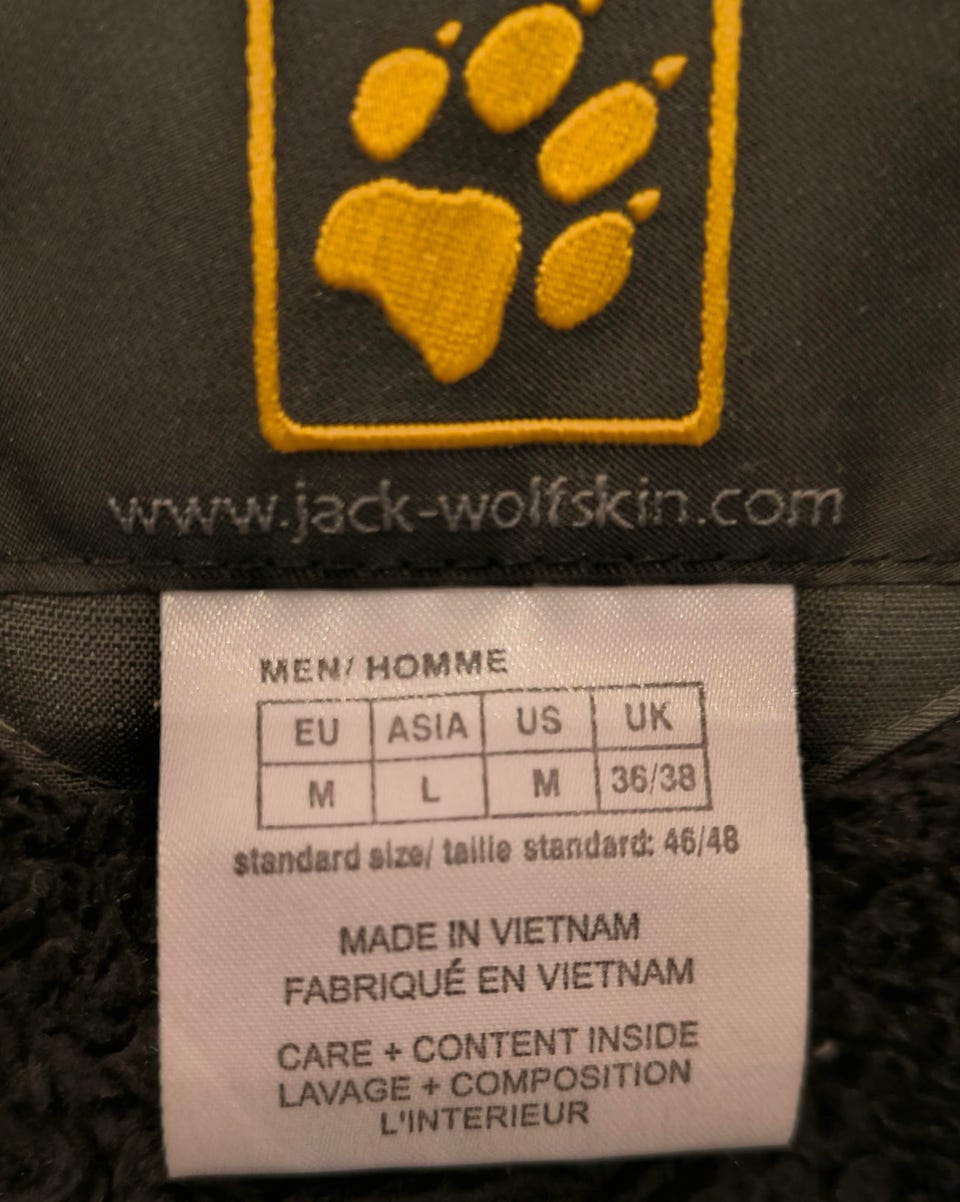 www.jack-wolfskin.com
MEN/ HOMME
EU ASIA US UK
M L M 36/38
standard size/ taille standard: 46/48
MADE IN VIETNAM
FABRIQUÉ EN VIETNAM
CARE + CONTENT INSIDE
LAVAGE + COMPOSITION
L'INTERIEUR